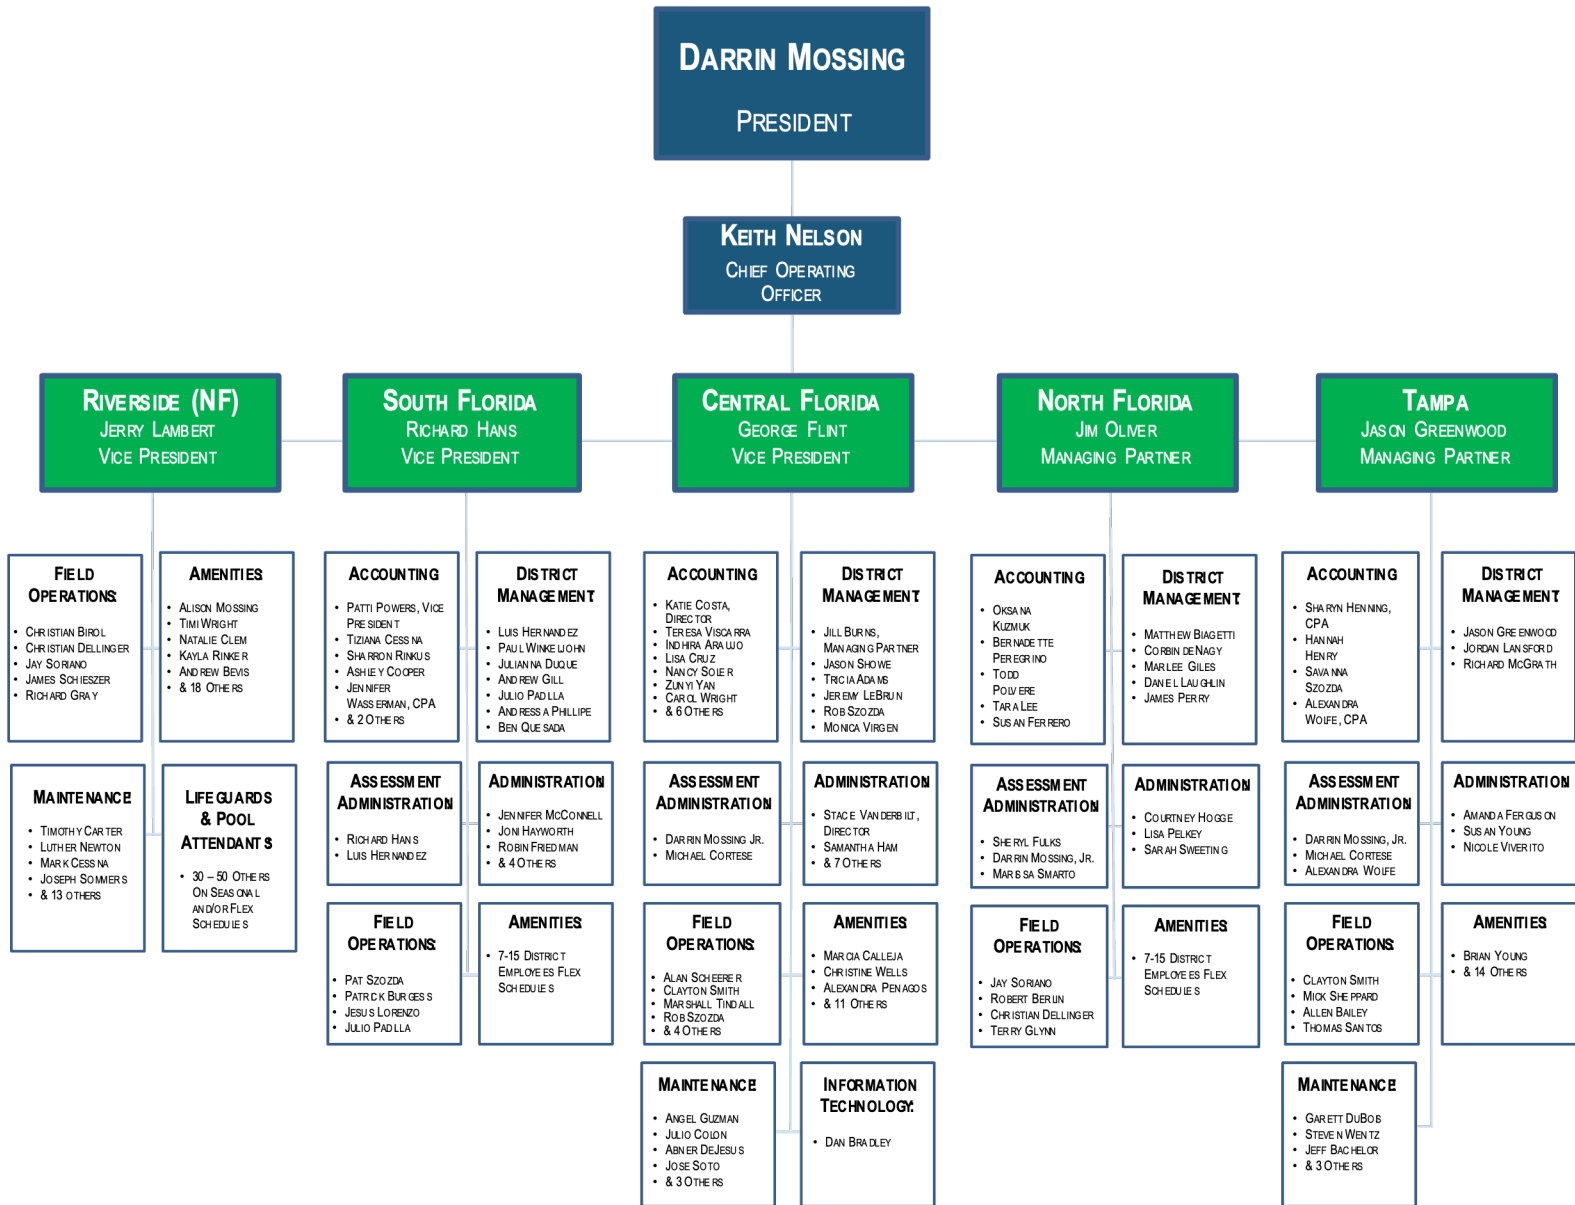 DARRIN MOSSING
PRESIDENT
KEITH NELSON
CHIEF OPERATING
OFFICER
RIVERSIDE (NF)
JERRY LAMBERT
VICE PRESIDENT
SOUTH FLORIDA
RICHARD HANS
VICE PRESIDENT
CENTRAL FLORIDA
GEORGE FLINT
VICE PRESIDENT
NORTH FLORIDA
JIM OLIVER
MANAGING PARTNER
TAMPA
JASON GREENWOOD
MANAGING PARTNER
FIELD
OPERATIONS:
• CHRISTIAN BIROL
• CHRISTIAN DELLINGER
• JAY SORIANO
• JAMES SCHIESZER
• RICHARD GRAY
AMENITIES:
• ALISON MOSSING
• TIM WRIGHT
• NATALIE CLEM
• KAYLA RINKER
• ANDREW BEVIS
• & 18 OTHERS
MAINTENANCE:
• TIMOTHY CARTER
• LUTHER NEWTON
• MARK CESSNA
• JOSEPH SOMMERS
• & 13 OTHERS
LIFEGUARDS
& POOL
ATTENDANTS
• 30 – 50 OTHERS
ON SEASONAL
AND/OR FLEX
SCHEDULES
ACCOUNTING
• PATTI POWERS, VICE
PRESIDENT
• TIZIANA CESSNA
• SHARRON RINKUS
• ASHLEY COOPER
• JENNIFER
WASSERMAN, CPA
• & 2 OTHERS
DISTRICT
MANAGEMENT:
• LUIS HERNANDEZ
• PAUL WINKELJOHN
• JULIANNA DUQUE
• ANDREW GILL
• JULIO PADILLA
• ANDRESSA PHILLIPE
• BEN QUESADA
ASSESSMENT
ADMINISTRATION:
• RICHARD HANS
• LUIS HERNANDEZ
ADMINISTRATION:
• JENNIFER MCCONNELL
• JONI HAYWORTH
• ROBIN FRIEDMAN
• & 4 OTHERS
FIELD
OPERATIONS:
• PAT SZOZDA
• PATRICK BURGESS
• JESUS LORENZO
• JULIO PADILLA
AMENITIES:
• 7-15 DISTRICT
EMPLOYEES FLEX
SCHEDULES
ACCOUNTING
• KATIE COSTA,
DIRECTOR
• TERESA VISCARRA
• INDHIRA ARAUJO
• LISA CRUZ
• NANCY SOLER
• ZUNYI YAN
• CAROL WRIGHT
• & 6 OTHERS
DISTRICT
MANAGEMENT:
• JILL BURNS,
MANAGING PARTNER
• JASON SHOWE
• TRICIA ADAMS
• JEREMY LEBRUN
• ROB SZOZDA
• MONICA VIRGEN
ASSESSMENT
ADMINISTRATION:
• DARRIN MOSSING JR.
• MICHAEL CORTESE
ADMINISTRATION:
• STACIE VANDERBILT,
DIRECTOR
• SAMANTHA HAM
• & 7 OTHERS
FIELD
OPERATIONS:
• ALAN SCHEERER
• CLAYTON SMITH
• MARSHALL TINDALL
• ROB SZOZDA
• & 4 OTHERS
AMENITIES:
• MARCIA CALLEJA
• CHRISTINE WELLS
• ALEXANDRA PENAGOS
• & 11 OTHERS
MAINTENANCE:
• ANGEL GUZMAN
• JULIO COLON
• ABNER DEJESUS
• JOSE SOTO
• & 3 OTHERS
INFORMATION
TECHNOLOGY:
• DAN BRADLEY
ACCOUNTING
• OKSANA
KUZMUK
• BERNADETTE
PEREGRINO
• TODD
POLVERE
• TARA LEE
• SUSAN FERRERO
DISTRICT
MANAGEMENT:
• MATTHEW BIAGETTI
• CORBIN DENAGY
• MARLEE GILES
• DANIEL LAUGHLIN
• JAMES PERRY
ASSESSMENT
ADMINISTRATION:
• SHERYL FULKS
• DARRIN MOSSING, JR.
• MARISSA SMARTO
ADMINISTRATION:
• COURTNEY HOGGE
• LISA PELKEY
• SARAH SWEETING
FIELD
OPERATIONS:
• JAY SORIANO
• ROBERT BERLIN
• CHRISTIAN DELLINGER
• TERRY GLYNN
AMENITIES:
• 7-15 DISTRICT
EMPLOYEES FLEX
SCHEDULES
ACCOUNTING
• SHARYN HENNING,
CPA
• HANNAH
HENRY
• SAVANNA
SZOZDA
• ALEXANDRA
WOLFE, CPA
DISTRICT
MANAGEMENT:
• JASON GREENWOOD
• JORDAN LANSFORD
• RICHARD MCGRATH
ASSESSMENT
ADMINISTRATION:
• DARRIN MOSSING, JR.
• MICHAEL CORTESE
• ALEXANDRA WOLFE
ADMINISTRATION:
• AMANDA FERGUSON
• SUSAN YOUNG
• NICOLE VIVERITO
FIELD
OPERATIONS:
• CLAYTON SMITH
• MICK SHEPPARD
• ALLEN BAILEY
• THOMAS SANTOS
AMENITIES:
• BRIAN YOUNG
• & 14 OTHERS
MAINTENANCE:
• GARETT DUBOIS
• STEVEN WENTZ
• JEFF BACHELOR
• & 3 OTHERS